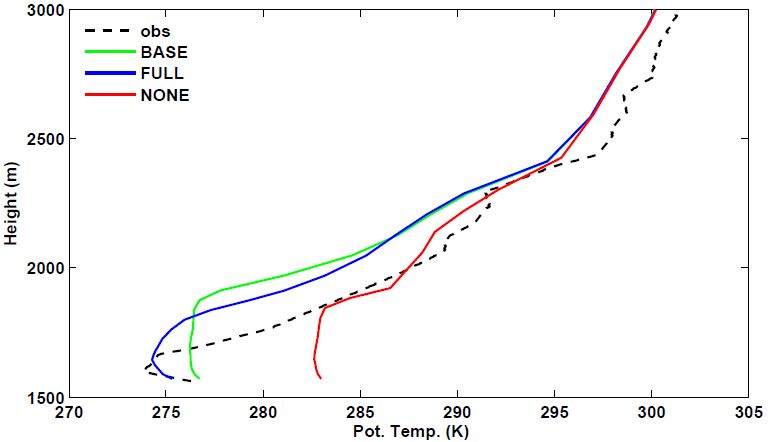 3000
2500
2000
1500
Height (m)
obs
BASE
FULL
NONE
270 275 280 285 290 295 300 305
Pot. Temp. (K)